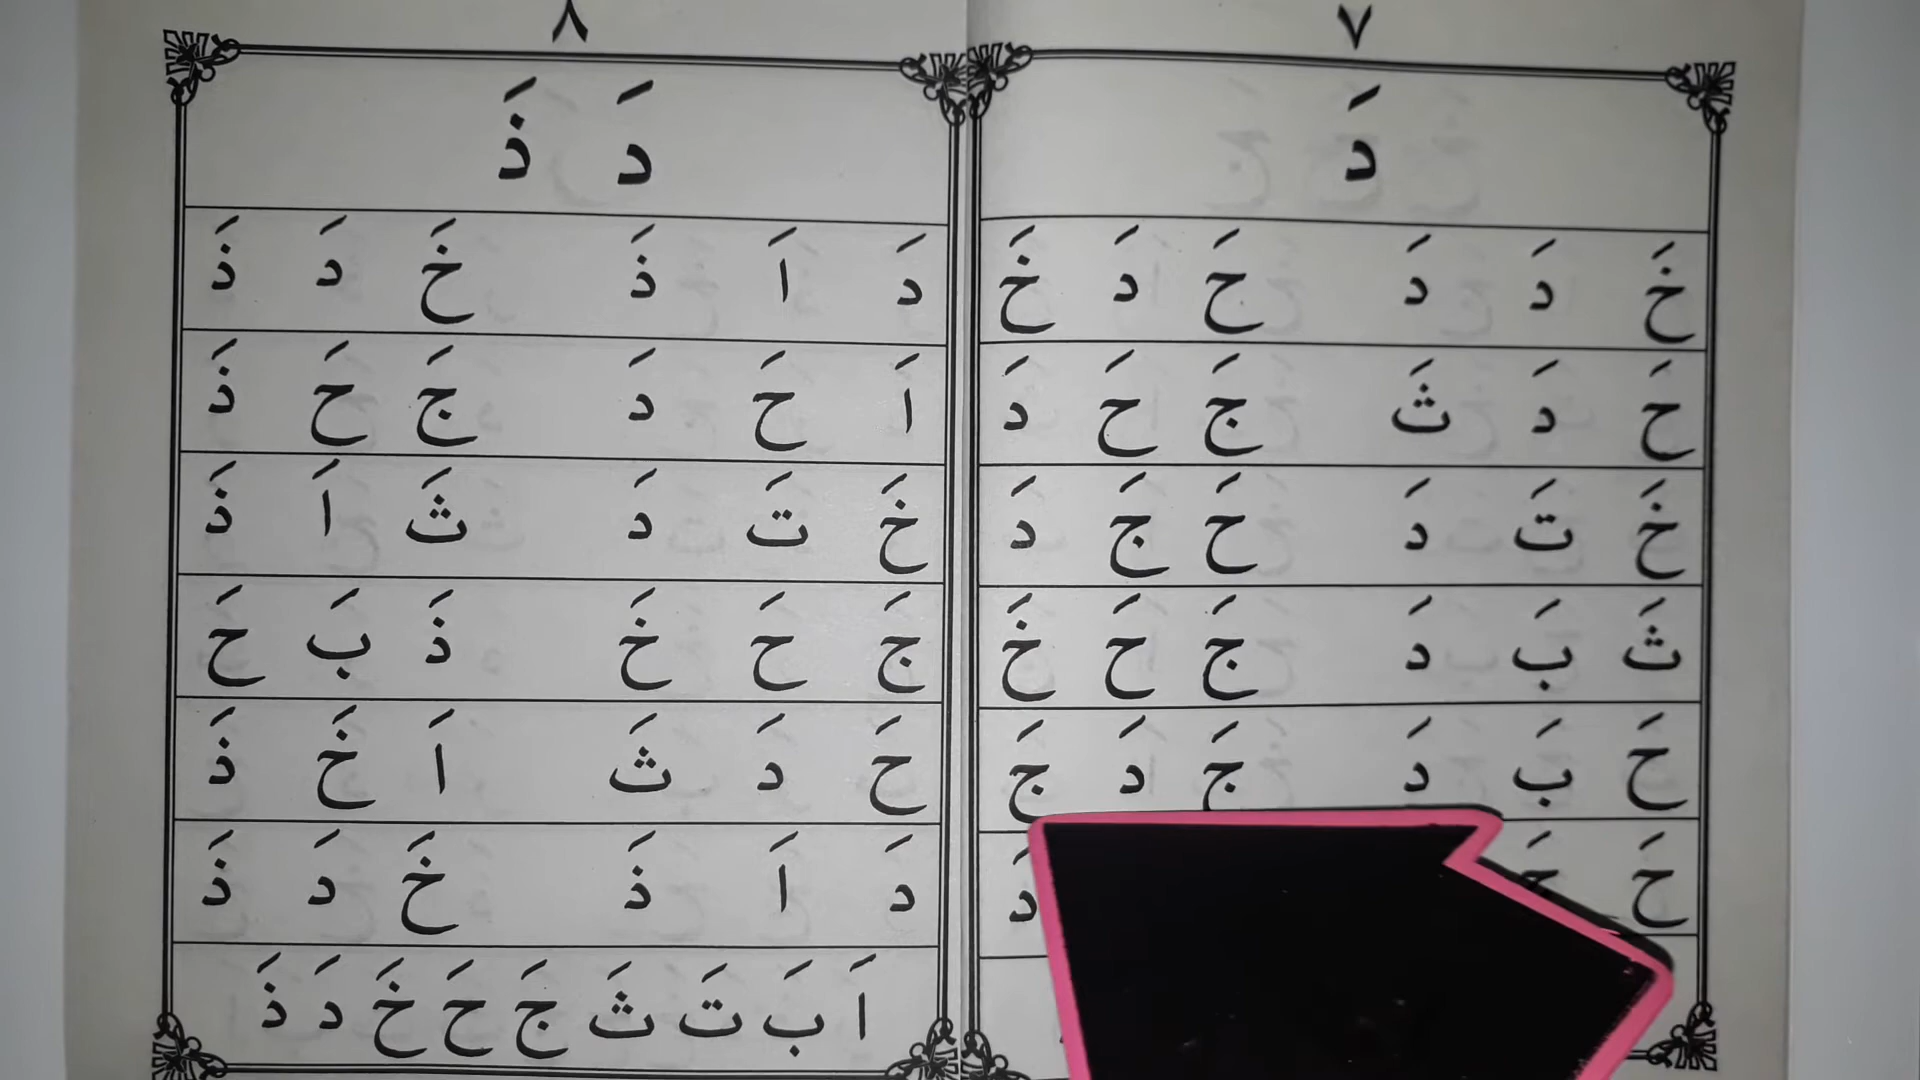 ٧
دَ
خَ دَ دَ حَ دَ خَ
حَ دَ ثَ جَ حَ دَ
خَ تَ دَ حَ جَ دَ
ثَ بَ دَ جَ حَ خَ
حَ بَ دَ جَ دَ جَ
حَ دَ
٨
دَ ذَ
دَ اَ ذَ خَ دَ ذَ
اَ حَ دَ جَ حَ ذَ
خَ تَ دَ ثَ اَ ذَ
جَ حَ خَ ذَ بَ حَ
حَ دَ ثَ اَ خَ ذَ
دَ اَ ذَ خَ دَ ذَ
اَ بَ تَ ثَ جَ حَ خَ دَ ذَ